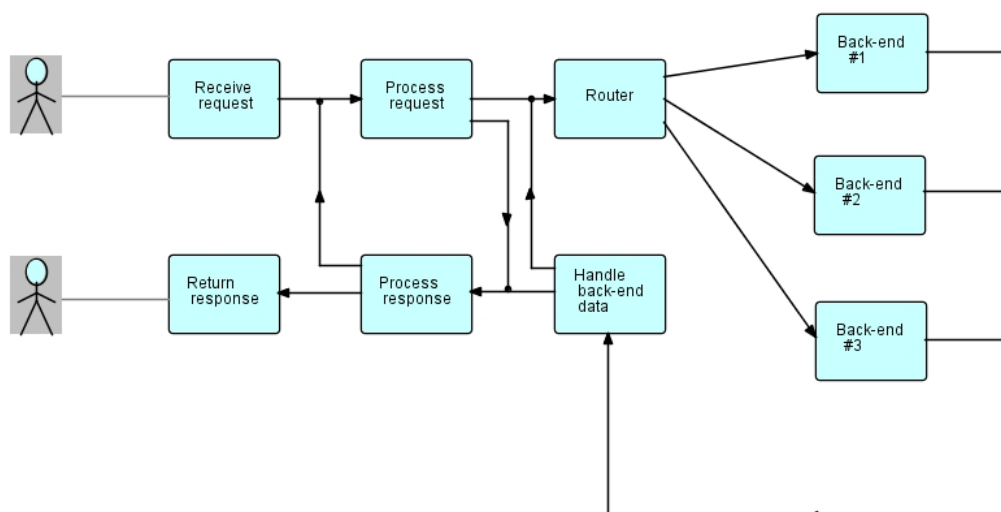 Receive
request
Process
request
Router
Back-end
#1
Back-end
#2
Back-end
#3
Return
response
Process
response
Handle
back-end
data